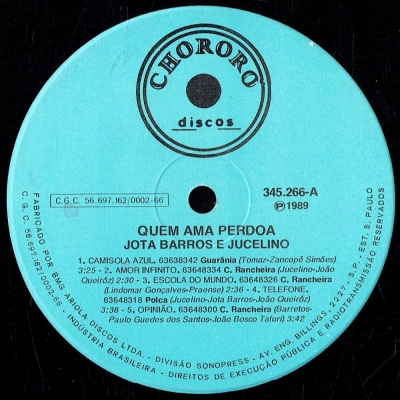 CHORORO
discos
C.G.C. 56.697.162/0002-66
345.266-A
Ⓟ1989
QUEM AMA PERDOA
JOTA BARROS E JUCELINO
1. CAMISOLA AZUL. 63638342 Guarânia (Tomaz-Zancopé Simões)
3:25 - 2. AMOR INFINITO. 63648334 C. Rancheira (Jucelino-João
Queiróz) 2:30 - 3. ESCOLA DO MUNDO. 63648326 C. Rancheira
(Lindomar Gonçalves-Praense) 2:36 - 4. TELEFONE.
63648318 Polca (Jucelino-Jota Barros-João Queiróz)
3:38 - 5. OPINIÃO. 63648300 C. Rancheira (Barretos-
Paulo Guedes dos Santos-João Bosco Taluri) 3:42
FABRICADO POR BMG ARIOLA DISCOS LTDA. - DIVISÃO SONOPRESS - AV. ENG. BILLINGS, 2227 - S.P. - EST. S. PAULO
C.G.C. 56.697.162/0002-66 - INDÚSTRIA BRASILEIRA - DIREITOS DE EXECUÇÃO PÚBLICA E RADIOTRANSMISSÃO RESERVADOS